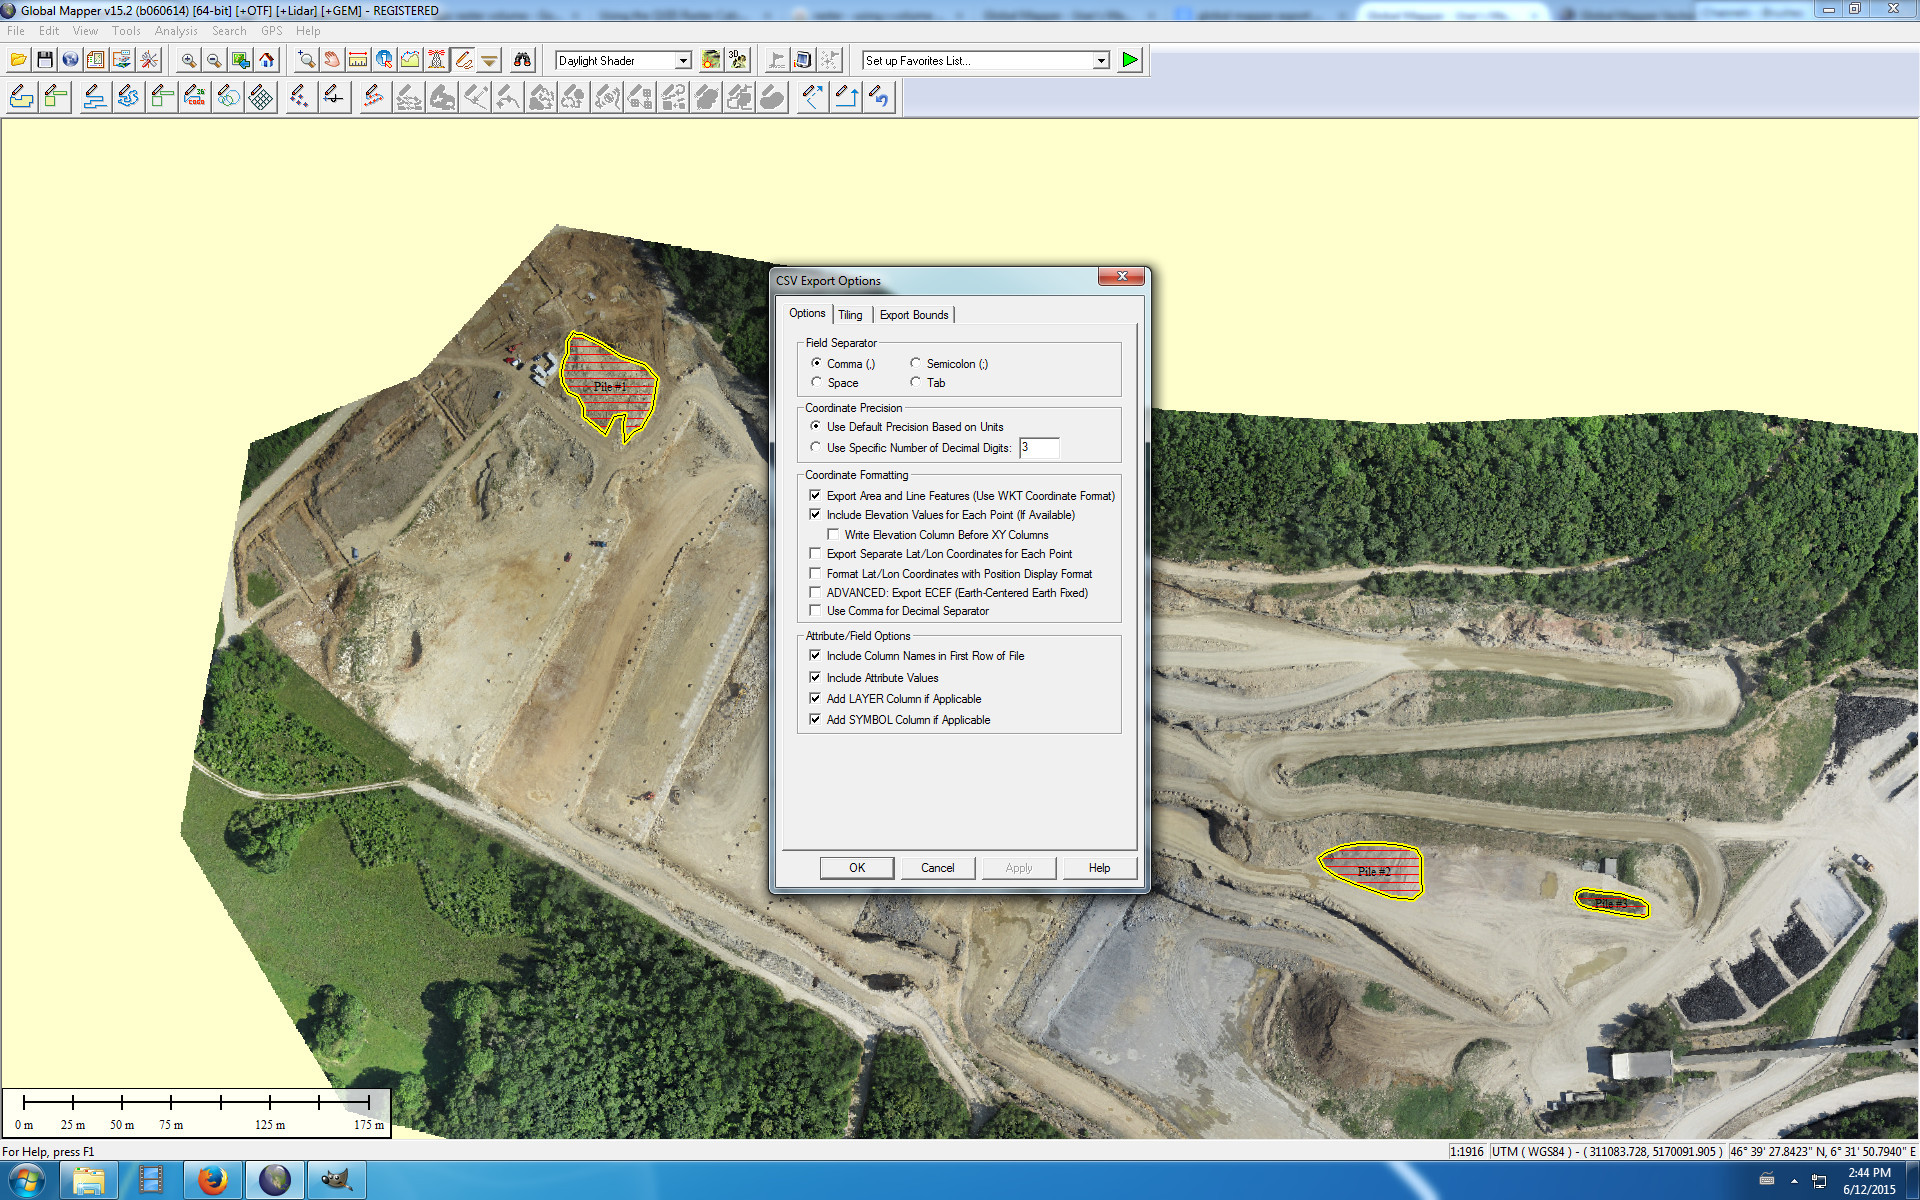 Global Mapper v15.2 (b060614) [64-bit] [+OTF] [+Lidar] [+GEM] - REGISTERED
File Edit View Tools Analysis Search GPS Help
Daylight Shader
3D
Set up Favorites List...
CSV Export Options
Options Tiling Export Bounds
Field Separator
Comma (,) Semicolon (;)
Space Tab
Coordinate Precision
Use Default Precision Based on Units
Use Specific Number of Decimal Digits: 3
Coordinate Formatting
Export Area and Line Features (Use WKT Coordinate Format)
Include Elevation Values for Each Point (If Available)
Write Elevation Column Before XY Columns
Export Separate Lat/Lon Coordinates for Each Point
Format Lat/Lon Coordinates with Position Display Format
ADVANCED: Export ECEF (Earth-Centered Earth Fixed)
Use Comma for Decimal Separator
Attribute/Field Options
Include Column Names in First Row of File
Include Attribute Values
Add LAYER Column if Applicable
Add SYMBOL Column if Applicable
OK Cancel Apply Help
Pile #1
Pile #2
Pile #3
0 m 25 m 50 m 75 m 125 m 175 m
For Help, press F1
1:1916 UTM ( WGS84 ) - ( 311083.728, 5170091.905 ) 46° 39' 27.8423" N, 6° 31' 50.7940" E
2:44 PM
6/12/2015